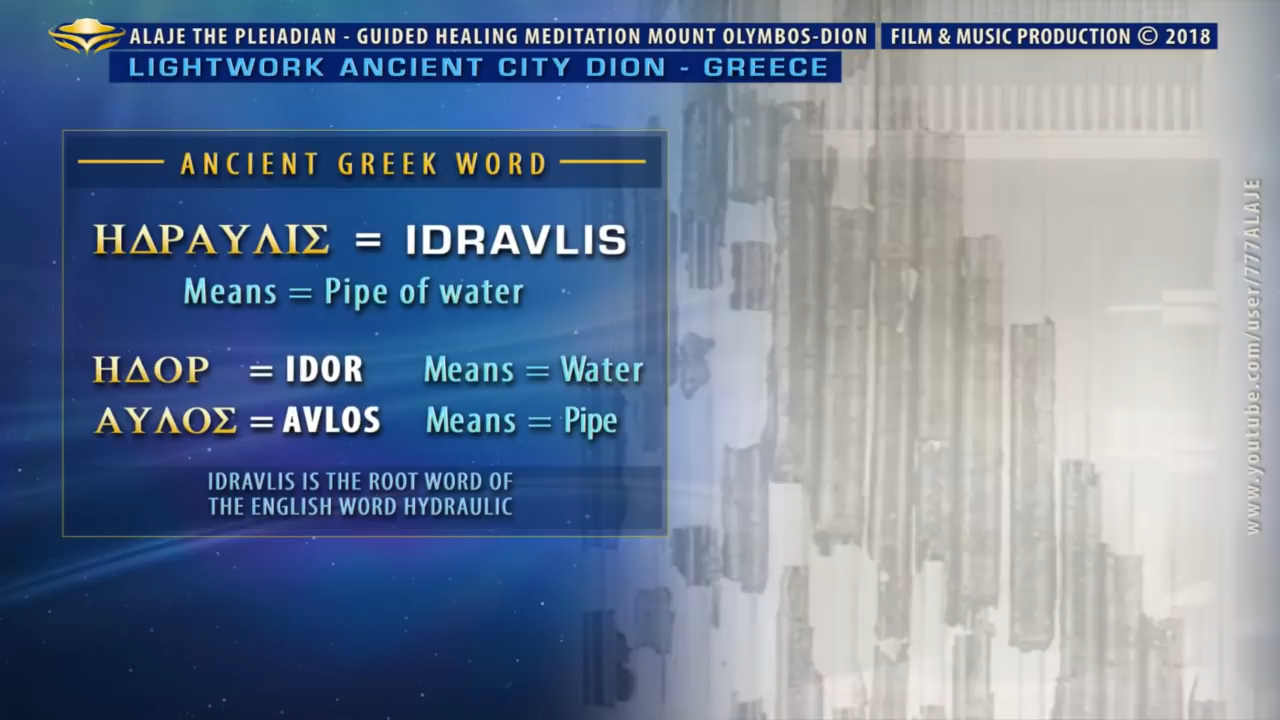 ALAJE THE PLEIADIAN - GUIDED HEALING MEDITATION MOUNT OLYMBOS-DION FILM & MUSIC PRODUCTION © 2018
LIGHTWORK ANCIENT CITY DION - GREECE
ANCIENT GREEK WORD
ΗΔΡΑΥΛΙΣ = IDRAVLIS
Means = Pipe of water
ΗΔΟΡ = IDOR Means = Water
ΑΥΛΟΣ = AVLOS Means = Pipe
IDRAVLIS IS THE ROOT WORD OF
THE ENGLISH WORD HYDRAULIC
www.youtube.com/user/777ALAJE